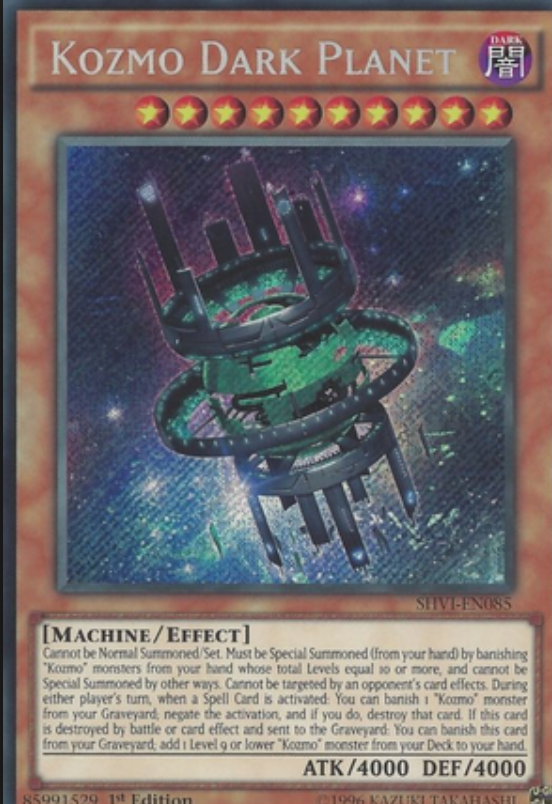 KOZMO DARK PLANET
DARK
闇
SHVI-EN085
[MACHINE/EFFECT]
Cannot be Normal Summoned/Set. Must be Special Summoned (from your hand) by banishing
"Kozmo" monsters from your hand whose total Levels equal 10 or more, and cannot be
Special Summoned by other ways. Cannot be targeted by an opponent's card effects. During
either player's turn, when a Spell Card is activated: You can banish 1 "Kozmo" monster
from your Graveyard; negate the activation, and if you do, destroy that card. If this card
is destroyed by battle or card effect and sent to the Graveyard: You can banish this card
from your Graveyard; add 1 Level 9 or lower "Kozmo" monster from your Deck to your hand.
ATK/4000 DEF/4000
85991529 1st Edition
©1996 KAZUKI TAKAHASHI